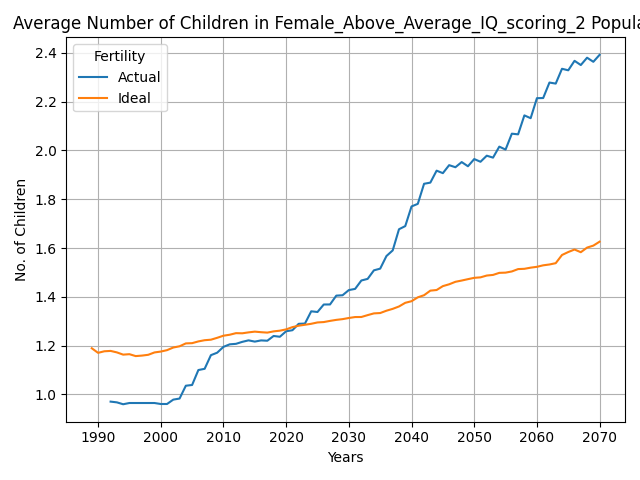 Average Number of Children in Female_Above_Average_IQ_scoring_2 Popula
Fertility
Actual
Ideal
2.4
2.2
2.0
1.8
1.6
1.4
1.2
1.0
No. of Children
1990 2000 2010 2020 2030 2040 2050 2060 2070
Years